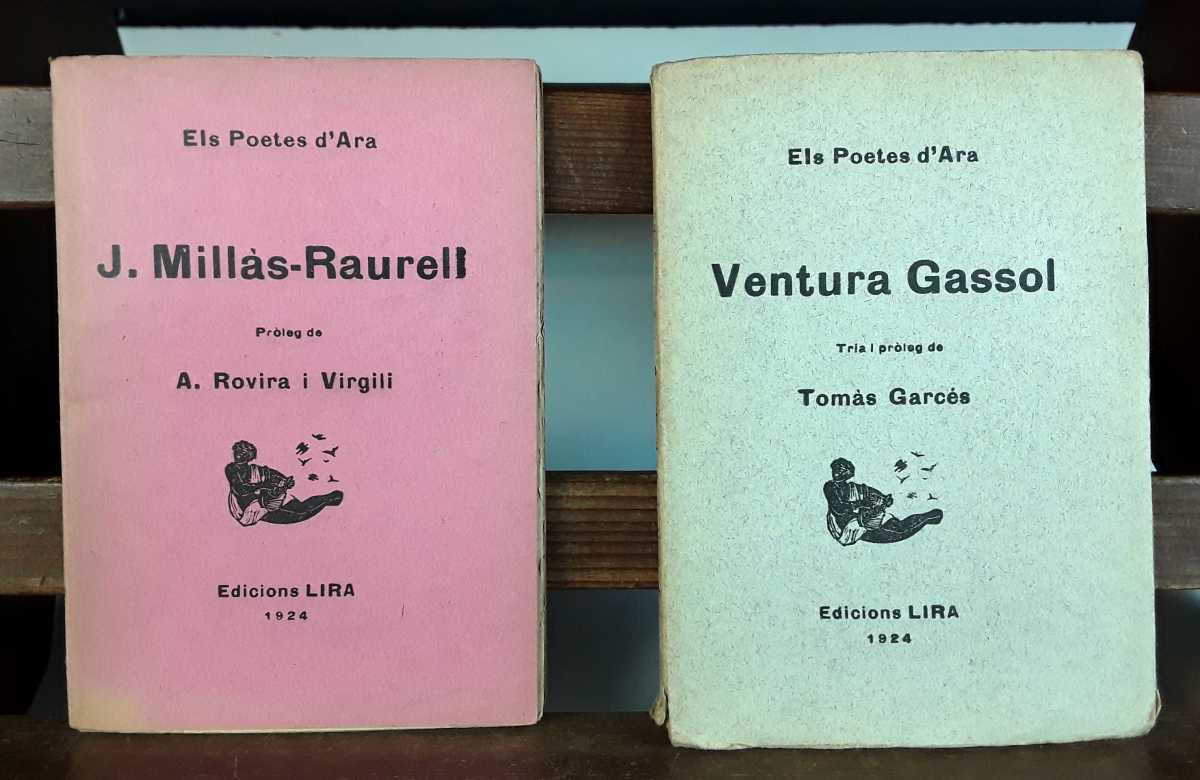 Els Poetes d'Ara
J. Millàs-Raurell
Pròleg de
A. Rovira i Virgili
Edicions LIRA
1924
Els Poetes d'Ara
Ventura Gassol
Tria i pròleg de
Tomàs Garcés
Edicions LIRA
1924